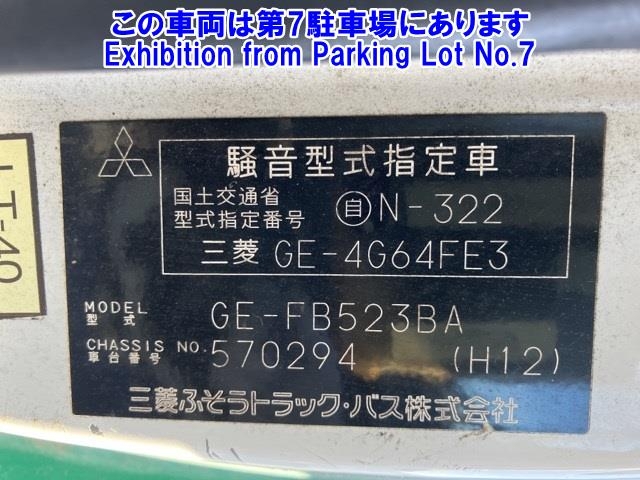 この車両は第7駐車場にあります
Exhibition from Parking Lot No.7
LT-40
騒音型式指定車
国土交通省
型式指定番号
自N-322
三菱 GE-4G64FE3
MODEL
型式
GE-FB523BA
CHASSIS NO.
車台番号
570294 (H12)
三菱ふそうトラック・バス株式会社